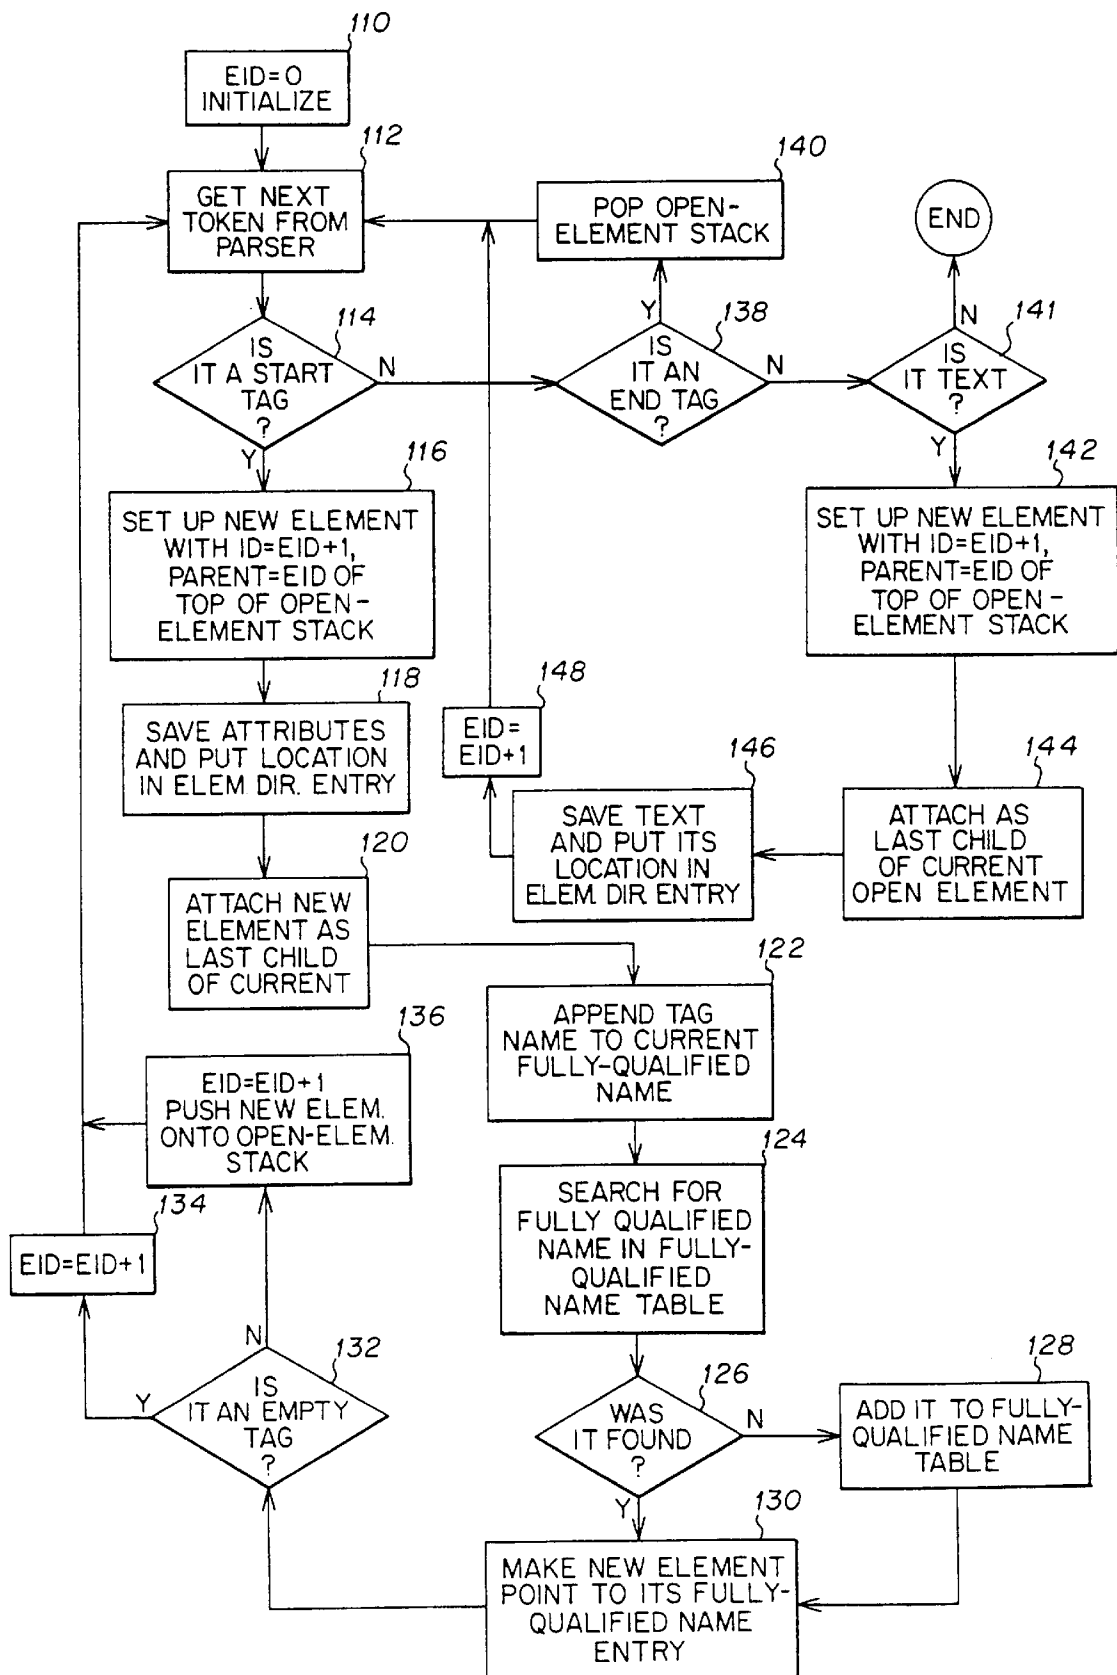 110
EID=0
INITIALIZE
112
GET NEXT
TOKEN FROM
PARSER
140
POP OPEN-
ELEMENT STACK
END
114
IS
IT A START
TAG
?
N
Y
138
IS
IT AN
END TAG
?
Y
N
141
IS
IT TEXT
?
N
Y
116
SET UP NEW ELEMENT
WITH ID=EID+1,
PARENT=EID OF
TOP OF OPEN-
ELEMENT STACK
142
SET UP NEW ELEMENT
WITH ID=EID+1,
PARENT=EID OF
TOP OF OPEN-
ELEMENT STACK
118
SAVE ATTRIBUTES
AND PUT LOCATION
IN ELEM. DIR. ENTRY
148
EID=
EID+1
146
SAVE TEXT
AND PUT ITS
LOCATION IN
ELEM. DIR ENTRY
144
ATTACH AS
LAST CHILD
OF CURRENT
OPEN ELEMENT
120
ATTACH NEW
ELEMENT AS
LAST CHILD
OF CURRENT
122
APPEND TAG
NAME TO CURRENT
FULLY-QUALIFIED
NAME
136
EID=EID+1
PUSH NEW ELEM.
ONTO OPEN-ELEM.
STACK
124
SEARCH FOR
FULLY QUALIFIED
NAME IN FULLY-
QUALIFIED
NAME TABLE
134
EID=EID+1
132
IS
IT AN EMPTY
TAG
?
N
Y
126
WAS
IT FOUND
?
N
Y
128
ADD IT TO FULLY-
QUALIFIED NAME
TABLE
130
MAKE NEW ELEMENT
POINT TO ITS FULLY-
QUALIFIED NAME
ENTRY